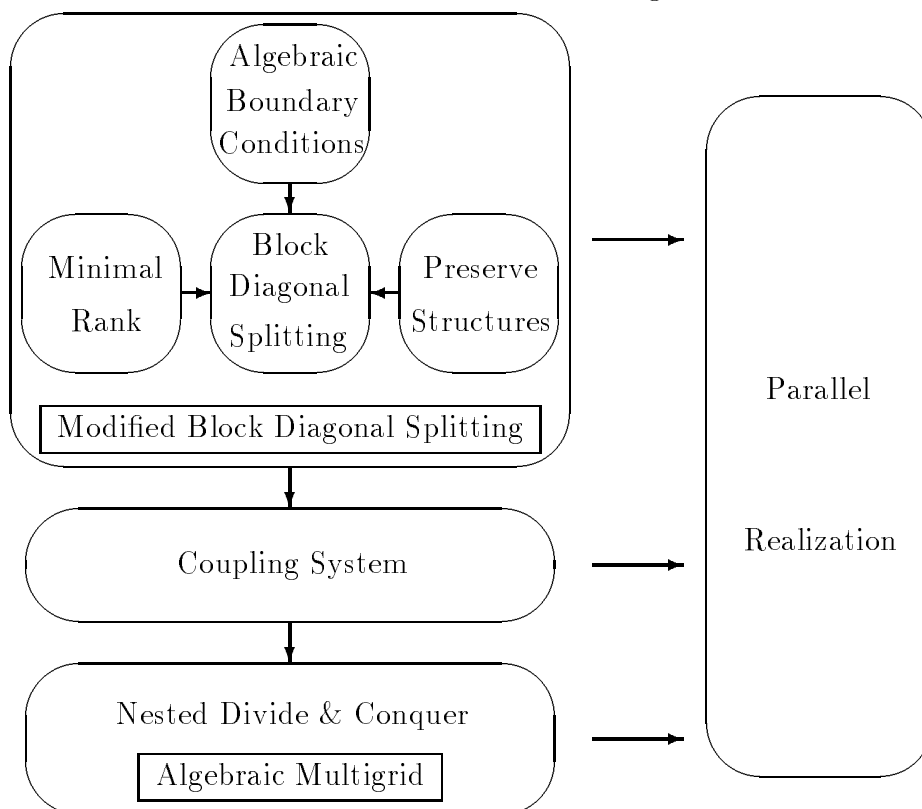 Algebraic
Boundary
Conditions
Minimal
Rank
Block
Diagonal
Splitting
Preserve
Structures
Modified Block Diagonal Splitting
Coupling System
Nested Divide & Conquer
Algebraic Multigrid
Parallel
Realization